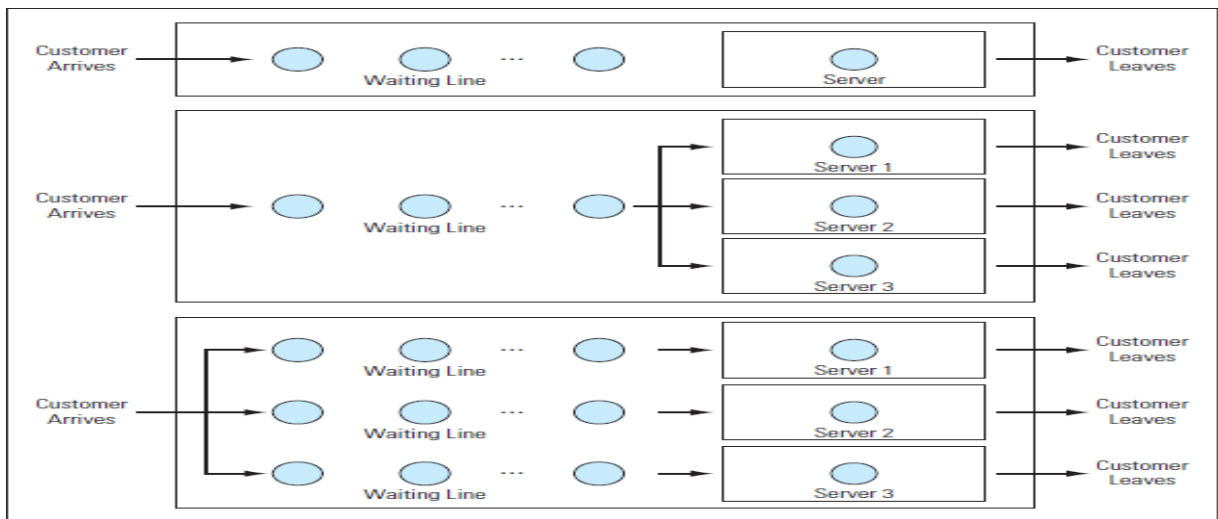 Customer
Arrives
...
Waiting Line
Server
Customer
Leaves
Customer
Arrives
...
Waiting Line
Server 1
Customer
Leaves
Server 2
Customer
Leaves
Server 3
Customer
Leaves
Customer
Arrives
...
Waiting Line
Server 1
Customer
Leaves
...
Waiting Line
Server 2
Customer
Leaves
...
Waiting Line
Server 3
Customer
Leaves